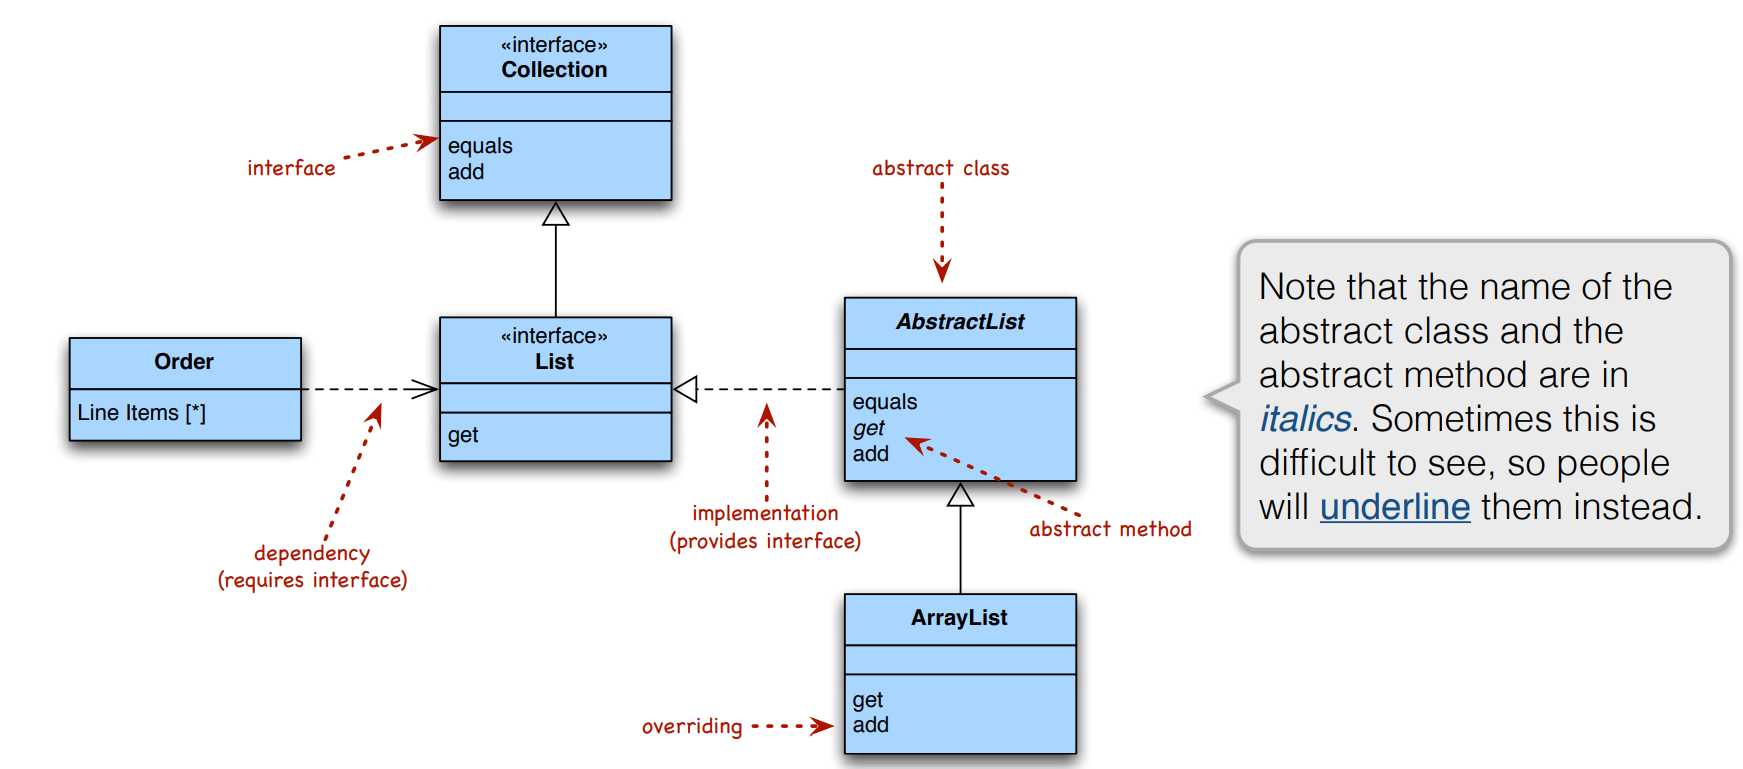 «interface»
Collection
equals
add
interface
abstract class
Note that the name of the
abstract class and the
abstract method are in
italics. Sometimes this is
difficult to see, so people
will underline them instead.
Order
Line Items [*]
«interface»
List
get
AbstractList
equals
get
add
dependency
(requires interface)
implementation
(provides interface)
abstract method
ArrayList
get
add
overriding